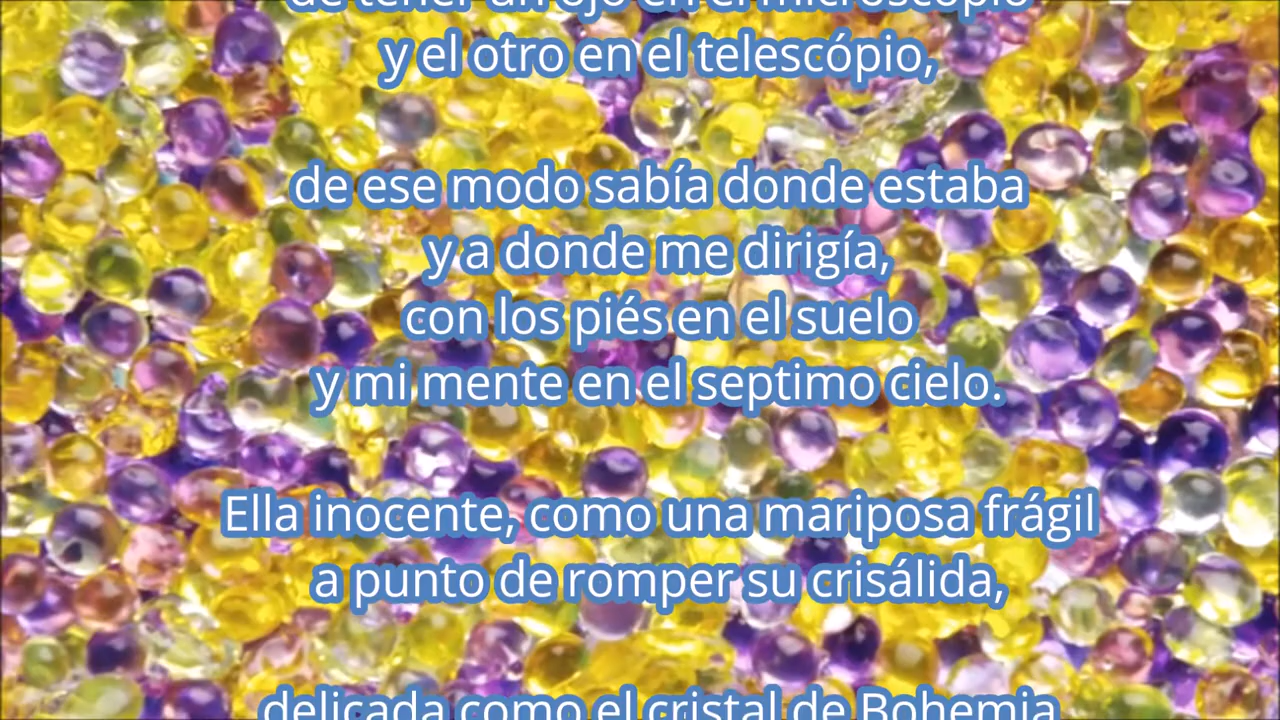 de tener un ojo en el microscópio
y el otro en el telescópio,
de ese modo sabía donde estaba
y a donde me dirigía,
con los piés en el suelo
y mi mente en el septimo cielo.
Ella inocente, como una mariposa frágil
a punto de romper su crisálida,
delicada como el cristal de Bohemia